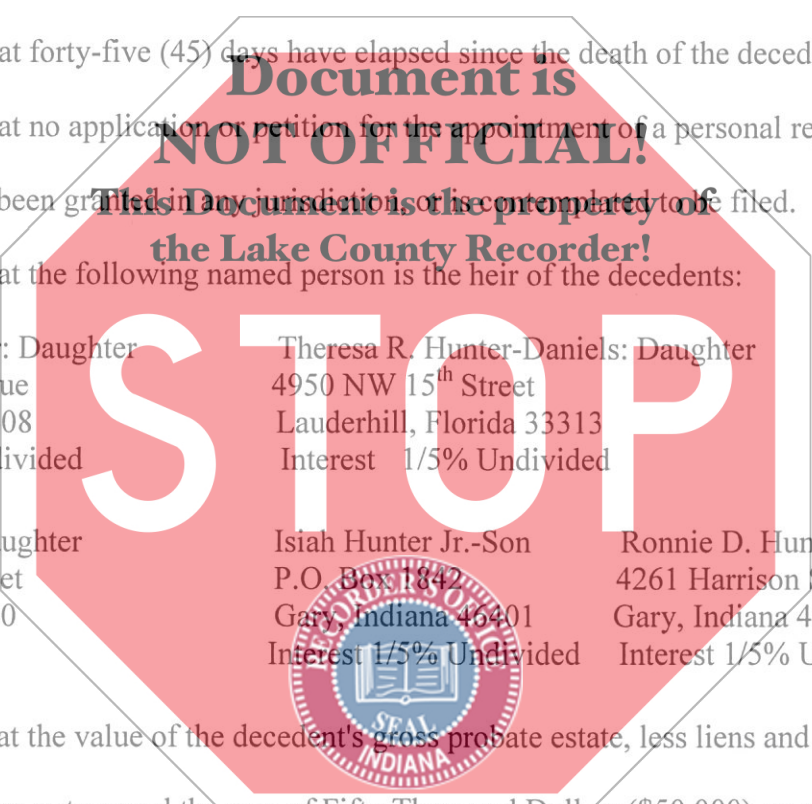 at forty-five (45) days have elapsed since the death of the deced
Document is
at no application or petition for the appointment of a personal re
NOT OFFICIAL!
been granted in any jurisdiction, or is contemplated to be filed.
This Document is the property of
the Lake County Recorder!
at the following named person is the heir of the decedents:
STOP
: Daughter Theresa R. Hunter-Daniels: Daughter
ue 4950 NW 15th Street
08 Lauderhill, Florida 33313
ivided Interest 1/5% Undivided
ughter Isiah Hunter Jr.-Son Ronnie D. Hun
et P.O. Box 1842 4261 Harrison S
0 Gary, Indiana 46401 Gary, Indiana 4
Interest 1/5% Undivided Interest 1/5% U
RECORDER'S OFFICE
SEAL
INDIANA
at the value of the decedent's gross probate estate, less liens and
of Fifty Thousand Dollars ($50,000)